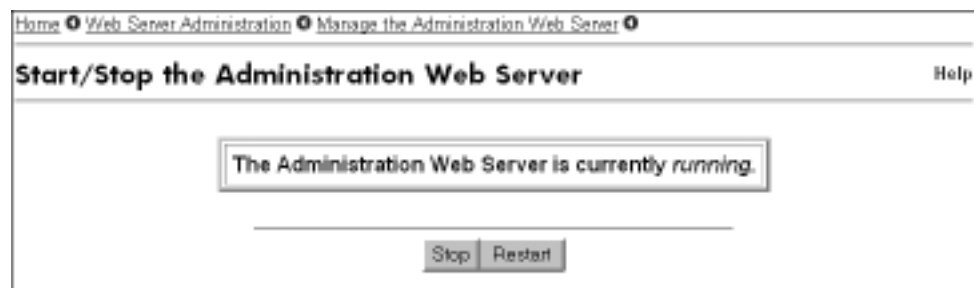 Home Web Server Administration Manage the Administration Web Server
Start/Stop the Administration Web Server Help
The Administration Web Server is currently running.
Stop Restart